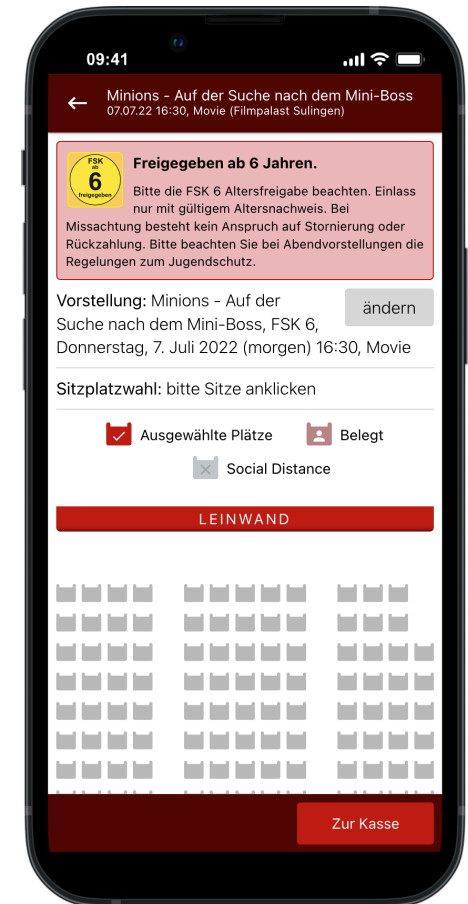 09:41
Minions - Auf der Suche nach dem Mini-Boss
07.07.22 16:30, Movie (Filmpalast Sulingen)
FSK
ab
6
freigegeben
Freigegeben ab 6 Jahren.
Bitte die FSK 6 Altersfreigabe beachten. Einlass
nur mit gültigem Altersnachweis. Bei
Missachtung besteht kein Anspruch auf Stornierung oder
Rückzahlung. Bitte beachten Sie bei Abendvorstellungen die
Regelungen zum Jugendschutz.
Vorstellung: Minions - Auf der
ändern
Suche nach dem Mini-Boss, FSK 6,
Donnerstag, 7. Juli 2022 (morgen) 16:30, Movie
Sitzplatzwahl: bitte Sitze anklicken
Ausgewählte Plätze
Belegt
Social Distance
LEINWAND
Zur Kasse